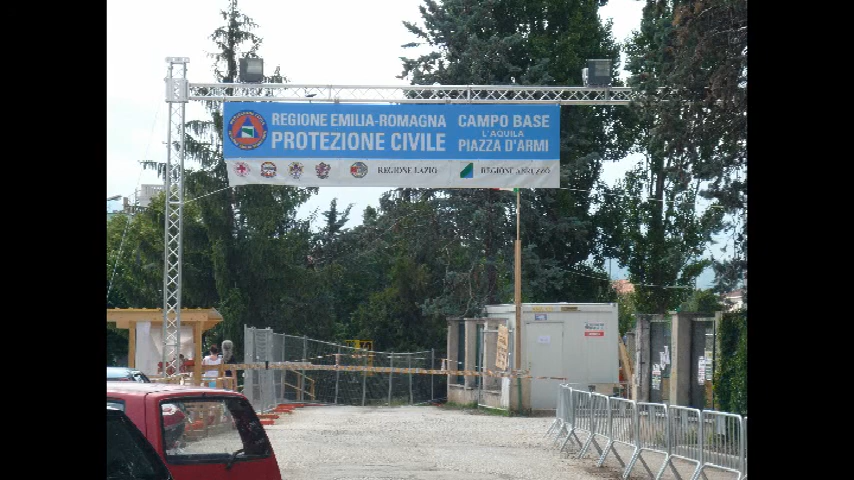 REGIONE EMILIA-ROMAGNA
PROTEZIONE CIVILE
CAMPO BASE
L'AQUILA
PIAZZA D'ARMI
REGIONE LAZIO
REGIONE ABRUZZO